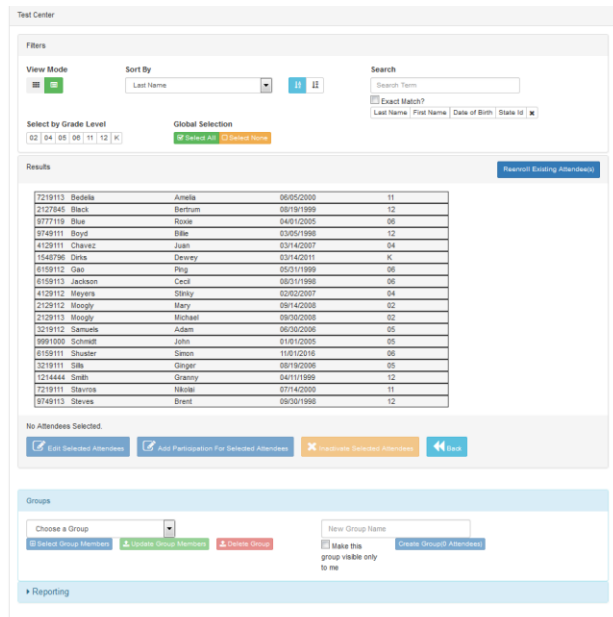 Test Center
Filters
View Mode Sort By Search
Last Name Search Term
Exact Match?
Last Name First Name Date of Birth State Id x
Select by Grade Level Global Selection
02 04 05 06 11 12 K Select All Select None
Results Reenroll Existing Attendee(s)
7219113 Bedelia Amelia 06/05/2000 11
2127845 Black Bertrum 08/19/1999 12
9777119 Blue Roxie 04/01/2005 06
9749111 Boyd Billie 03/05/1998 12
4129111 Chavez Juan 03/14/2007 04
1548796 Dirks Dewey 03/14/2011 K
6159112 Gao Ping 05/31/1999 06
6159113 Jackson Cecil 08/31/1998 06
4129112 Meyers Stinky 02/02/2007 04
2129112 Moogly Mary 09/14/2008 02
2129113 Moogly Michael 09/30/2008 02
3219112 Samuels Adam 06/30/2006 05
9991000 Schmidt John 01/01/2005 05
6159111 Shuster Simon 11/01/2016 06
3219111 Sills Ginger 08/19/2006 05
1214444 Smith Granny 04/11/1999 12
7219111 Stavros Nikolai 07/14/2000 11
9749113 Steves Brent 09/30/1998 12
No Attendees Selected.
Edit Selected Attendees Add Participation For Selected Attendees Inactivate Selected Attendees Back
Groups
Choose a Group New Group Name
Select Group Members Update Group Members Delete Group Make this Create Group(0 Attendees)
group visible only
to me
Reporting